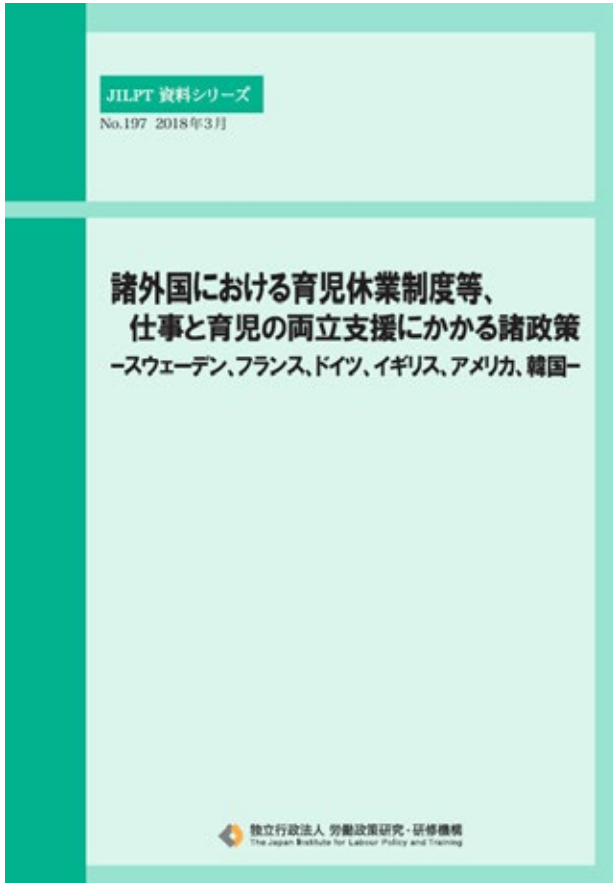 JILPT 資料シリーズ
No.197 2018年3月
諸外国における育児休業制度等、
仕事と育児の両立支援にかかる諸政策
－スウェーデン、フランス、ドイツ、イギリス、アメリカ、韓国－
独立行政法人 労働政策研究・研修機構
The Japan Institute for Labour Policy and Training